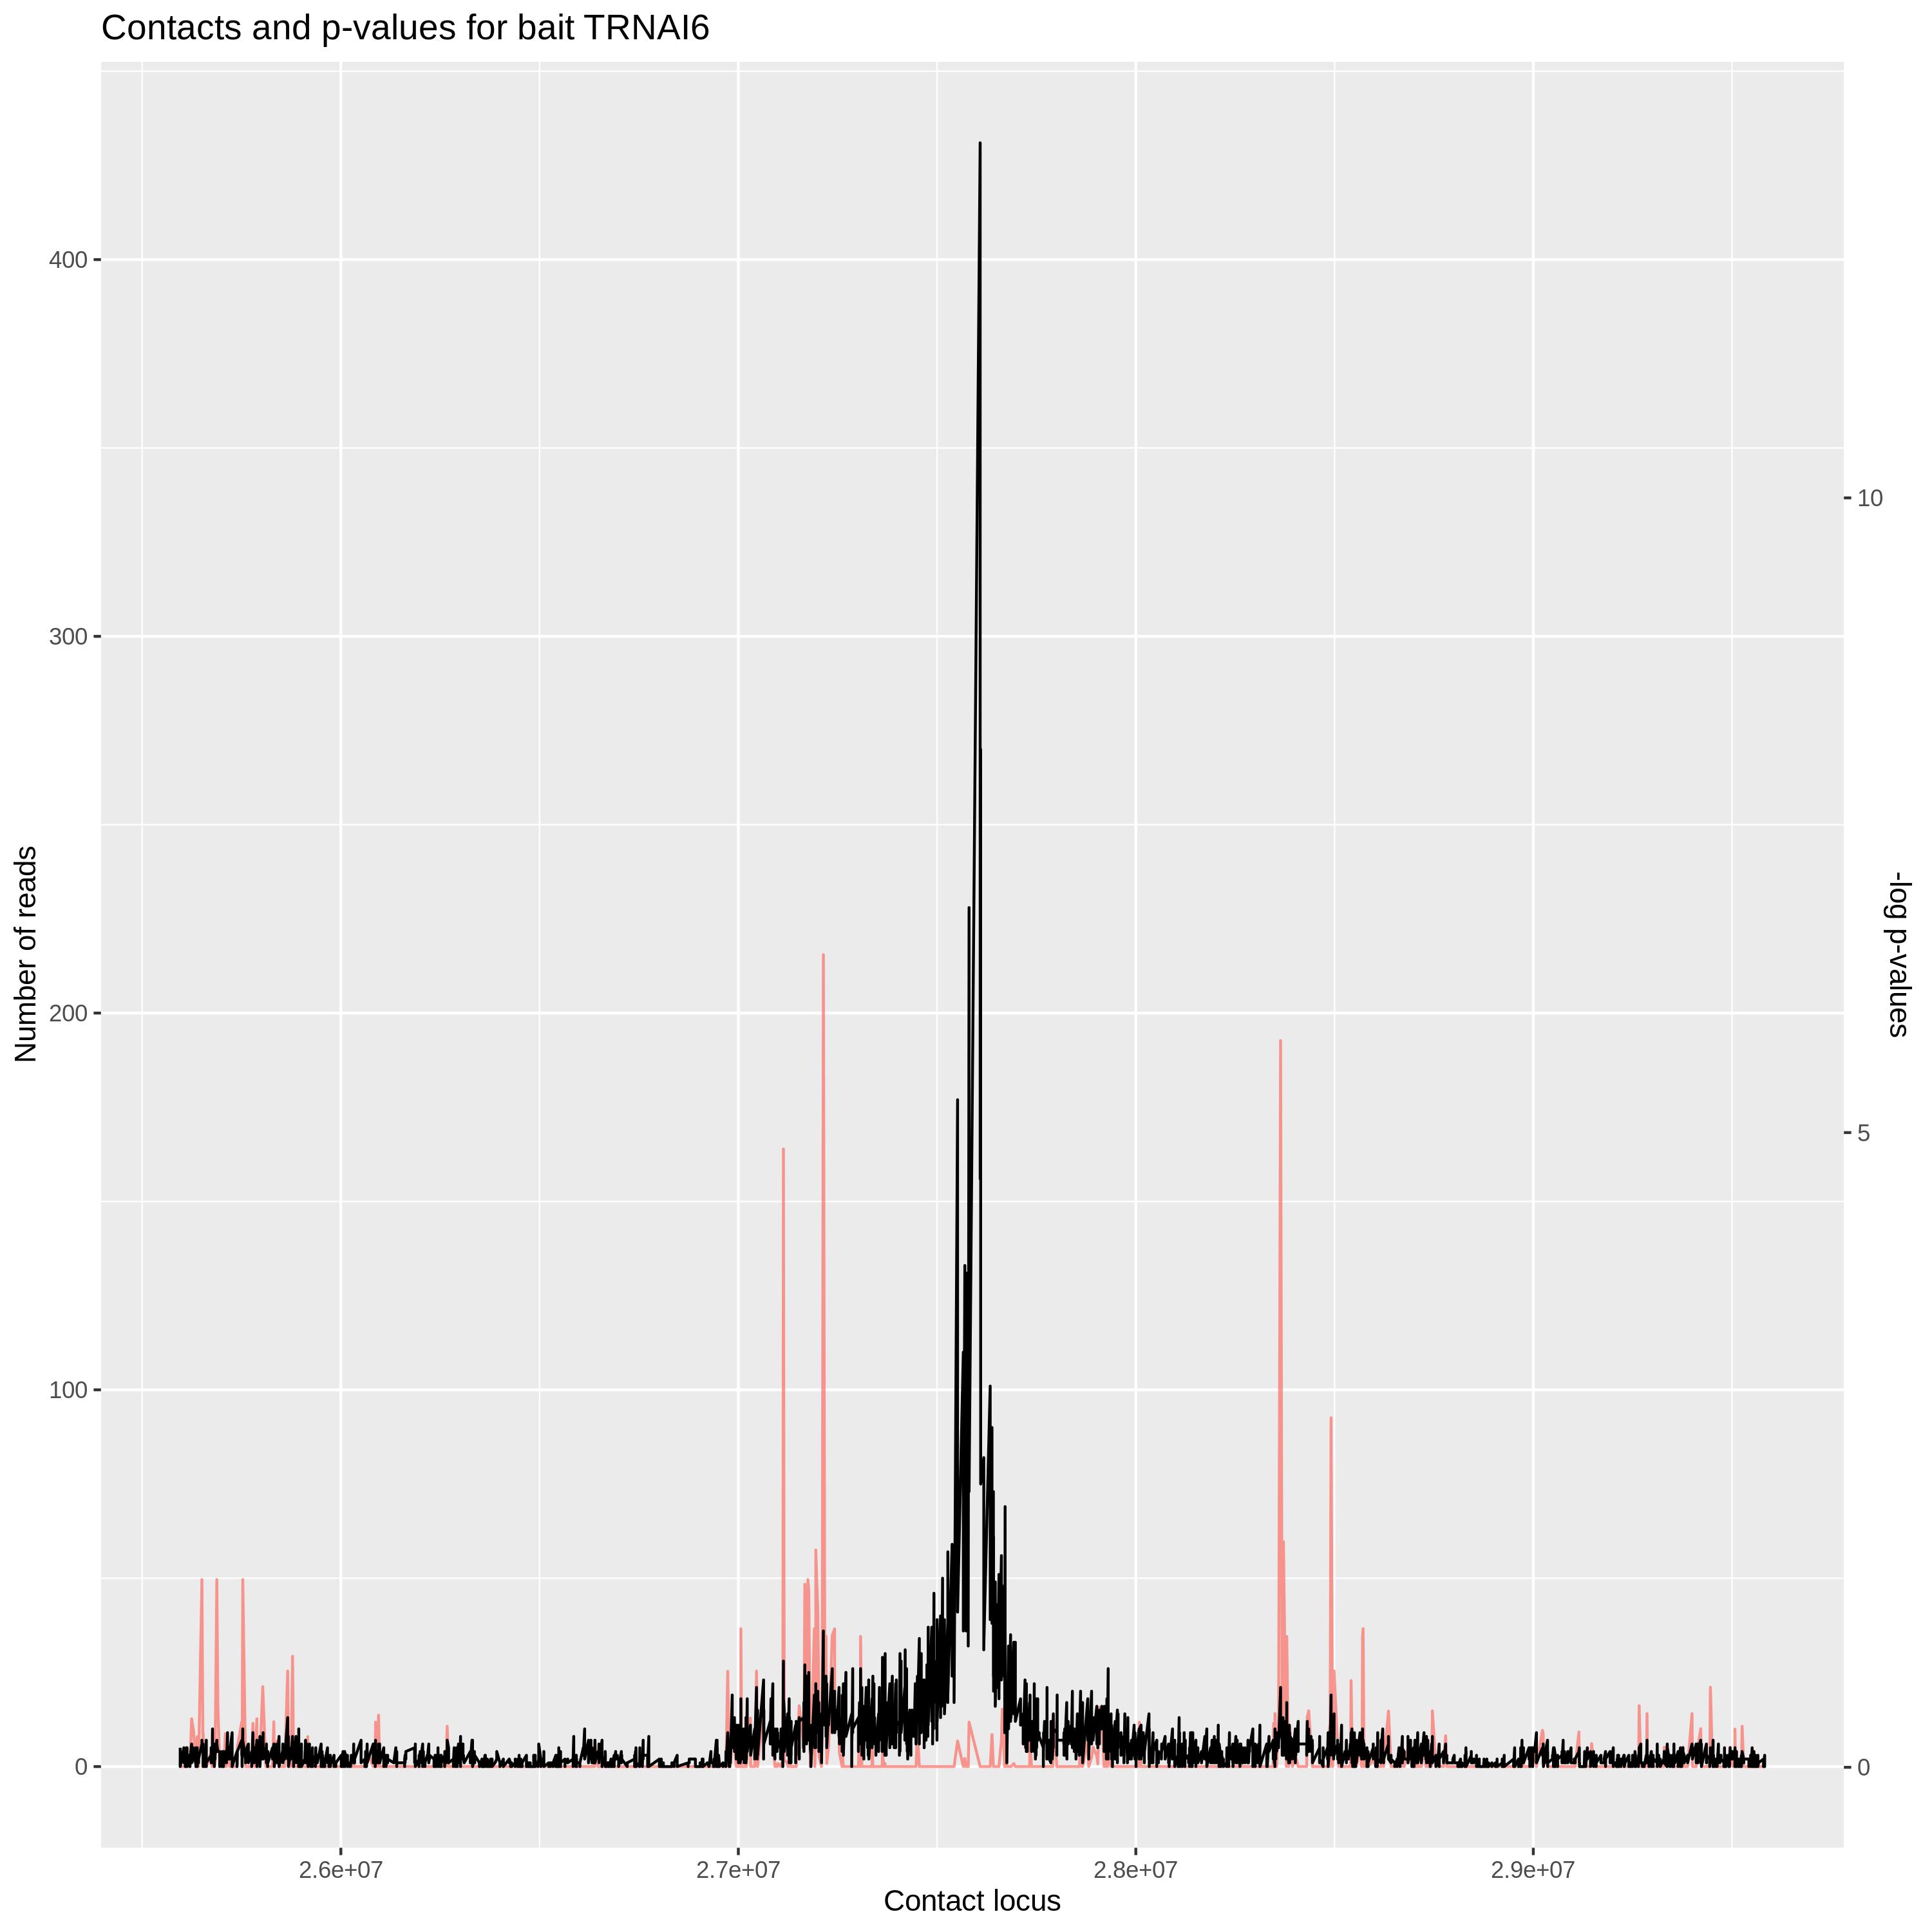 Contacts and p-values for bait TRNAI6
400
300
200
100
0
Number of reads
10
5
0
-log p-values
2.6e+07
2.7e+07
2.8e+07
2.9e+07
Contact locus